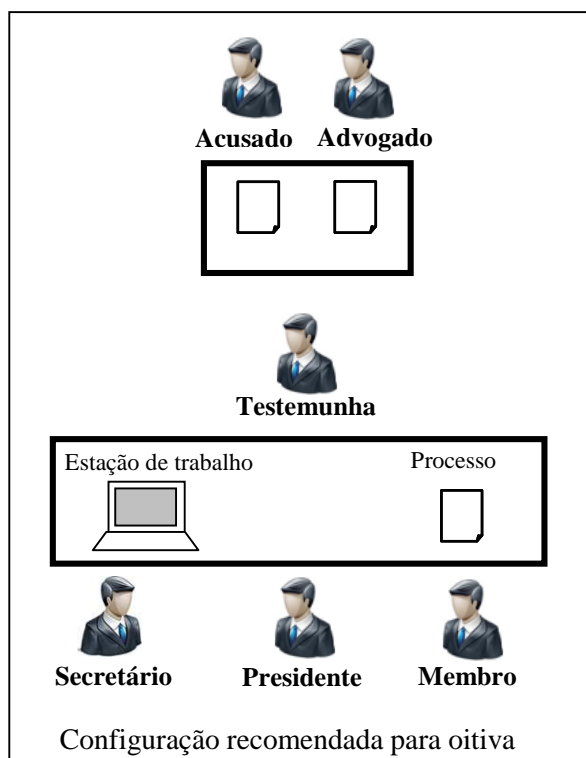 Acusado Advogado
Testemunha
Estação de trabalho Processo
Secretário Presidente Membro
Configuração recomendada para oitiva